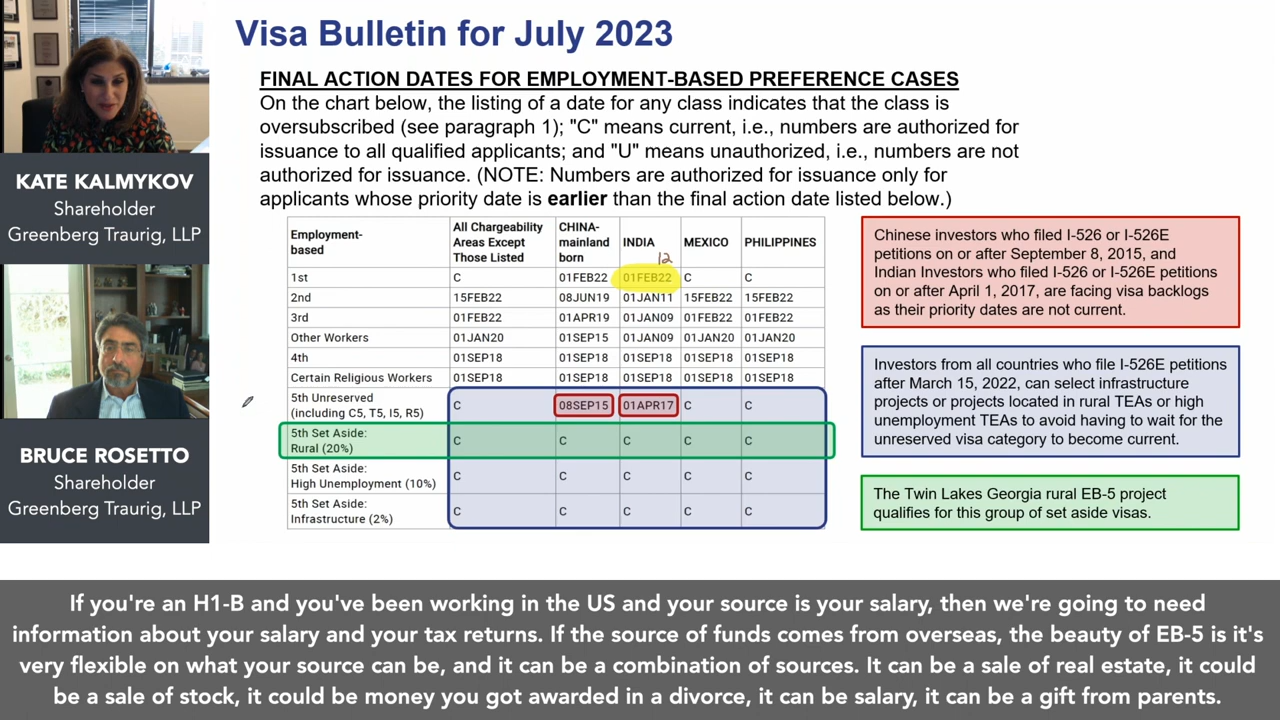 Visa Bulletin for July 2023
FINAL ACTION DATES FOR EMPLOYMENT-BASED PREFERENCE CASES
On the chart below, the listing of a date for any class indicates that the class is
oversubscribed (see paragraph 1); "C" means current, i.e., numbers are authorized for
issuance to all qualified applicants; and "U" means unauthorized, i.e., numbers are not
authorized for issuance. (NOTE: Numbers are authorized for issuance only for
applicants whose priority date is earlier than the final action date listed below.)
KATE KALMYKOV
Shareholder
Greenberg Traurig, LLP
BRUCE ROSETTO
Shareholder
Greenberg Traurig, LLP
Employment-
based
All Chargeability
Areas Except
Those Listed
CHINA-
mainland
born
INDIA
MEXICO
PHILIPPINES
12
1st C 01FEB22 01FEB22 C C
2nd 15FEB22 08JUN19 01JAN11 15FEB22 15FEB22
3rd 01FEB22 01APR19 01JAN09 01FEB22 01FEB22
Other Workers 01JAN20 01SEP15 01JAN09 01JAN20 01JAN20
4th 01SEP18 01SEP18 01SEP18 01SEP18 01SEP18
Certain Religious Workers 01SEP18 01SEP18 01SEP18 01SEP18 01SEP18
5th Unreserved
(including C5, T5, I5, R5)
C 08SEP15 01APR17 C C
5th Set Aside:
Rural (20%)
C C C C C
5th Set Aside:
High Unemployment (10%)
C C C C C
5th Set Aside:
Infrastructure (2%)
C C C C C
Chinese investors who filed I-526 or I-526E
petitions on or after September 8, 2015, and
Indian Investors who filed I-526 or I-526E petitions
on or after April 1, 2017, are facing visa backlogs
as their priority dates are not current.
Investors from all countries who file I-526E petitions
after March 15, 2022, can select infrastructure
projects or projects located in rural TEAs or high
unemployment TEAs to avoid having to wait for the
unreserved visa category to become current.
The Twin Lakes Georgia rural EB-5 project
qualifies for this group of set aside visas.
If you're an H1-B and you've been working in the US and your source is your salary, then we're going to need
information about your salary and your tax returns. If the source of funds comes from overseas, the beauty of EB-5 is it's
very flexible on what your source can be, and it can be a combination of sources. It can be a sale of real estate, it could
be a sale of stock, it could be money you got awarded in a divorce, it can be salary, it can be a gift from parents.